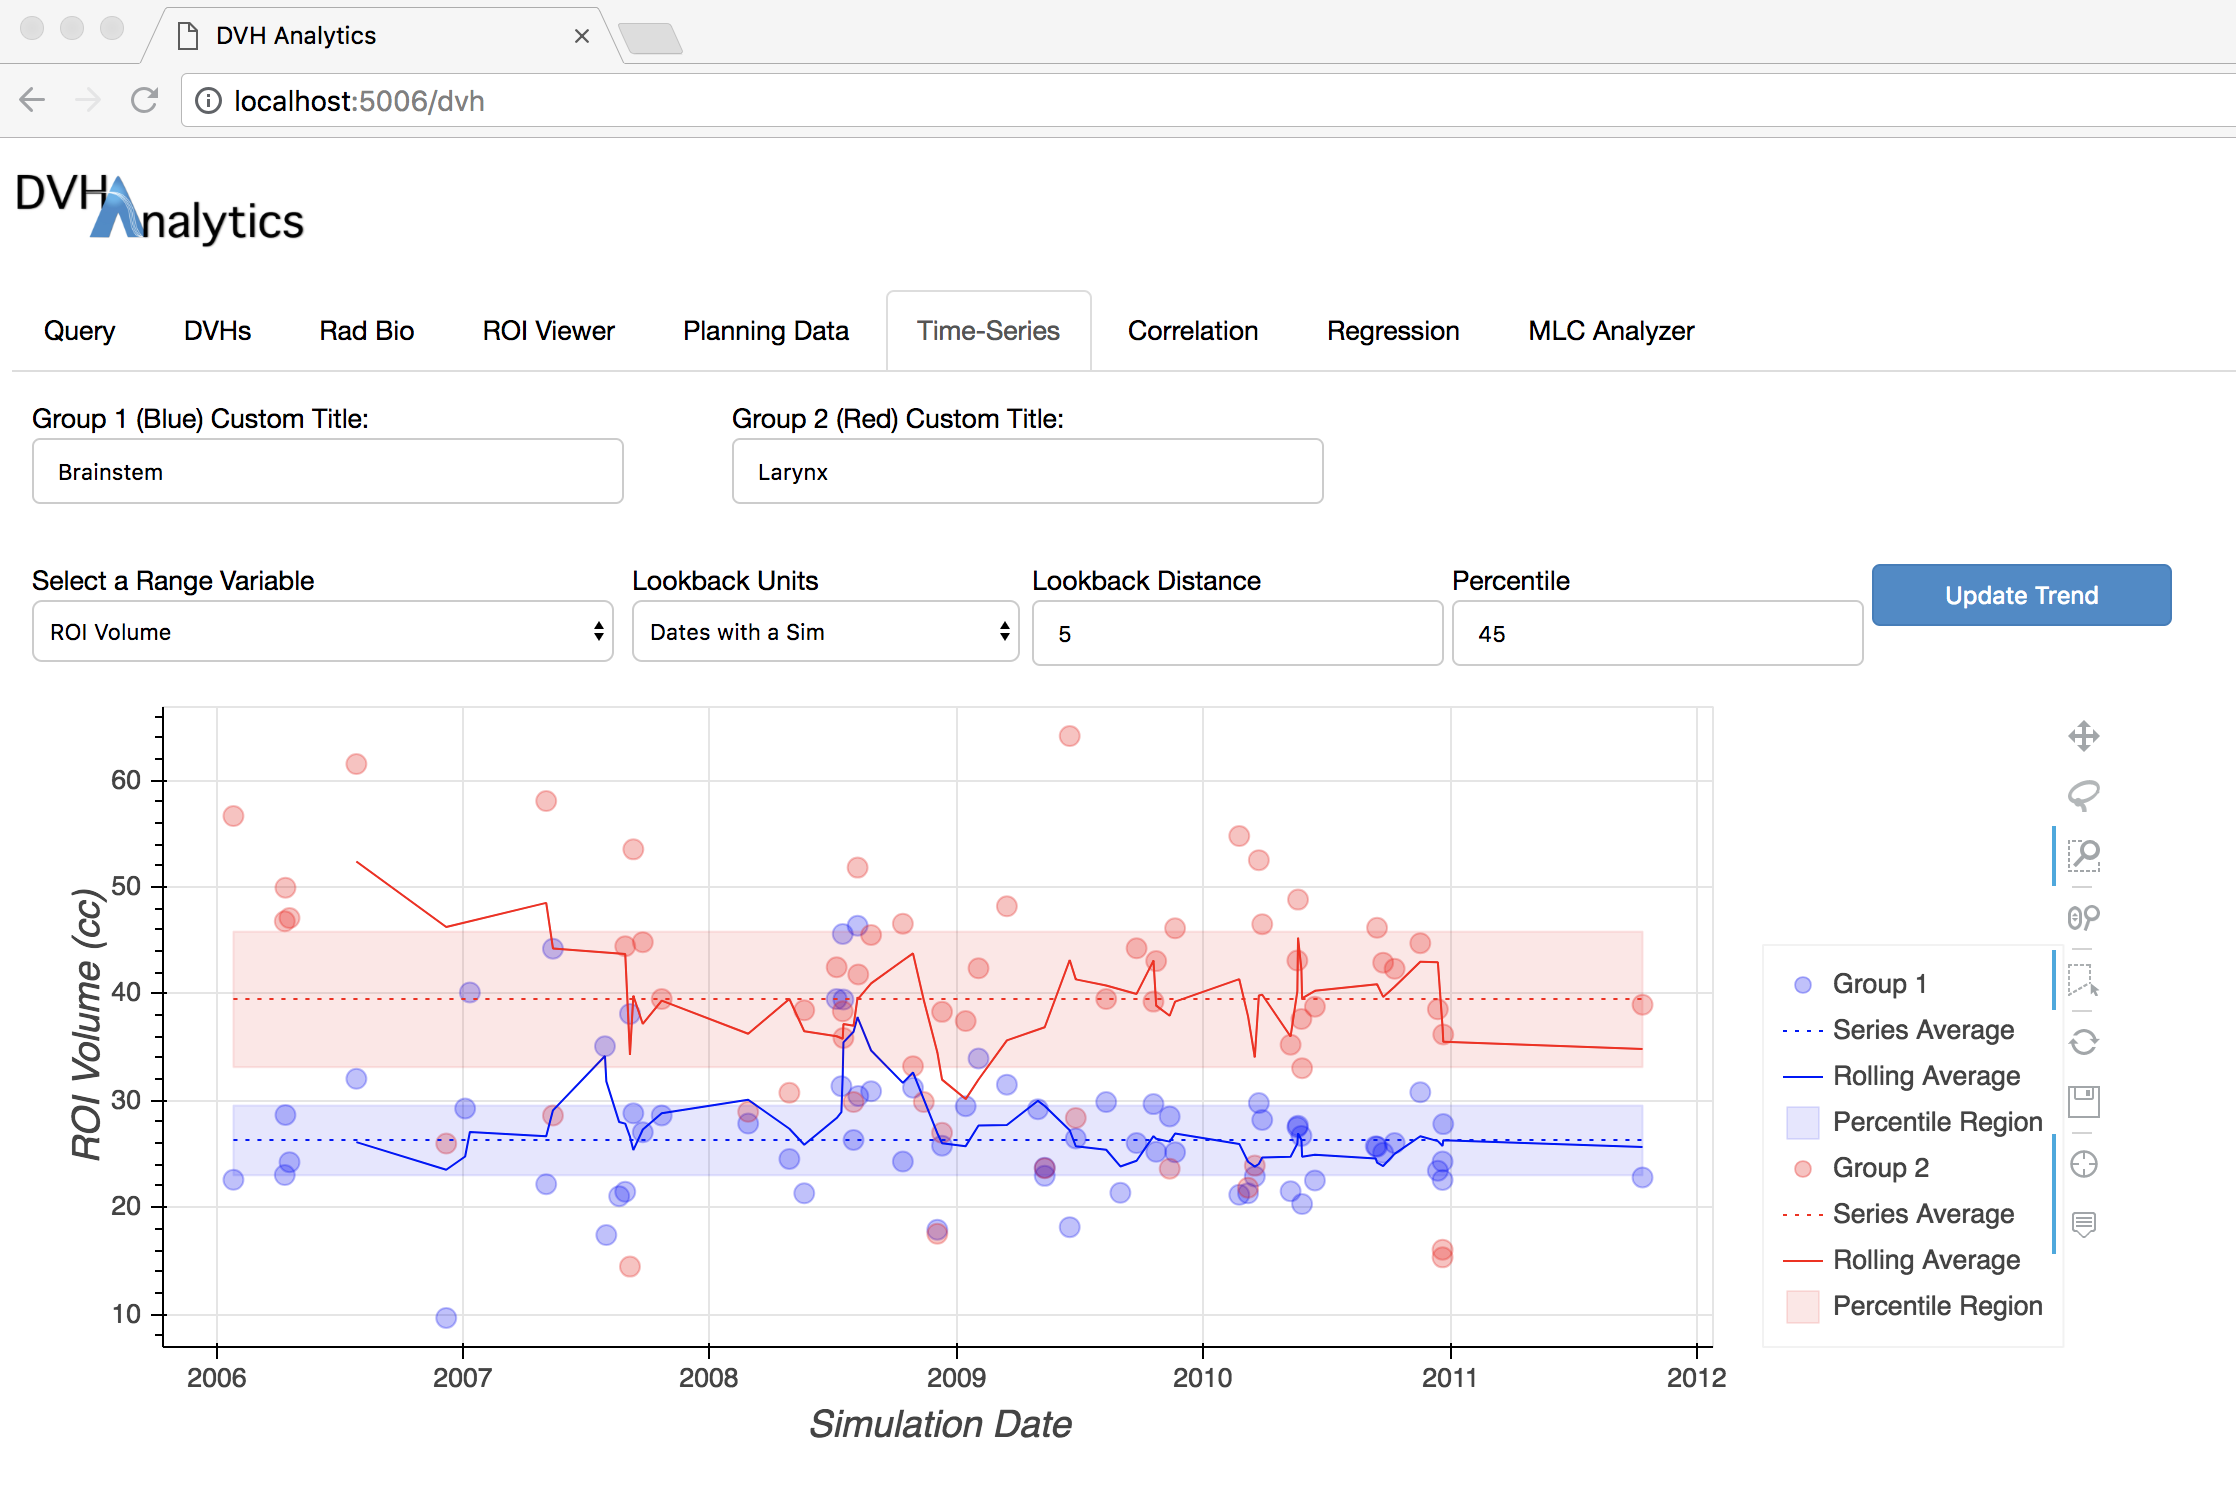 DVH Analytics
localhost:5006/dvh
DVH Analytics
Query DVHs Rad Bio ROI Viewer Planning Data Time-Series Correlation Regression MLC Analyzer
Group 1 (Blue) Custom Title: Group 2 (Red) Custom Title:
Brainstem Larynx
Select a Range Variable Lookback Units Lookback Distance Percentile
ROI Volume Dates with a Sim 5 45 Update Trend
60
50
40
30
20
10
ROI Volume (cc)
2006 2007 2008 2009 2010 2011 2012
Simulation Date
Group 1
Series Average
Rolling Average
Percentile Region
Group 2
Series Average
Rolling Average
Percentile Region